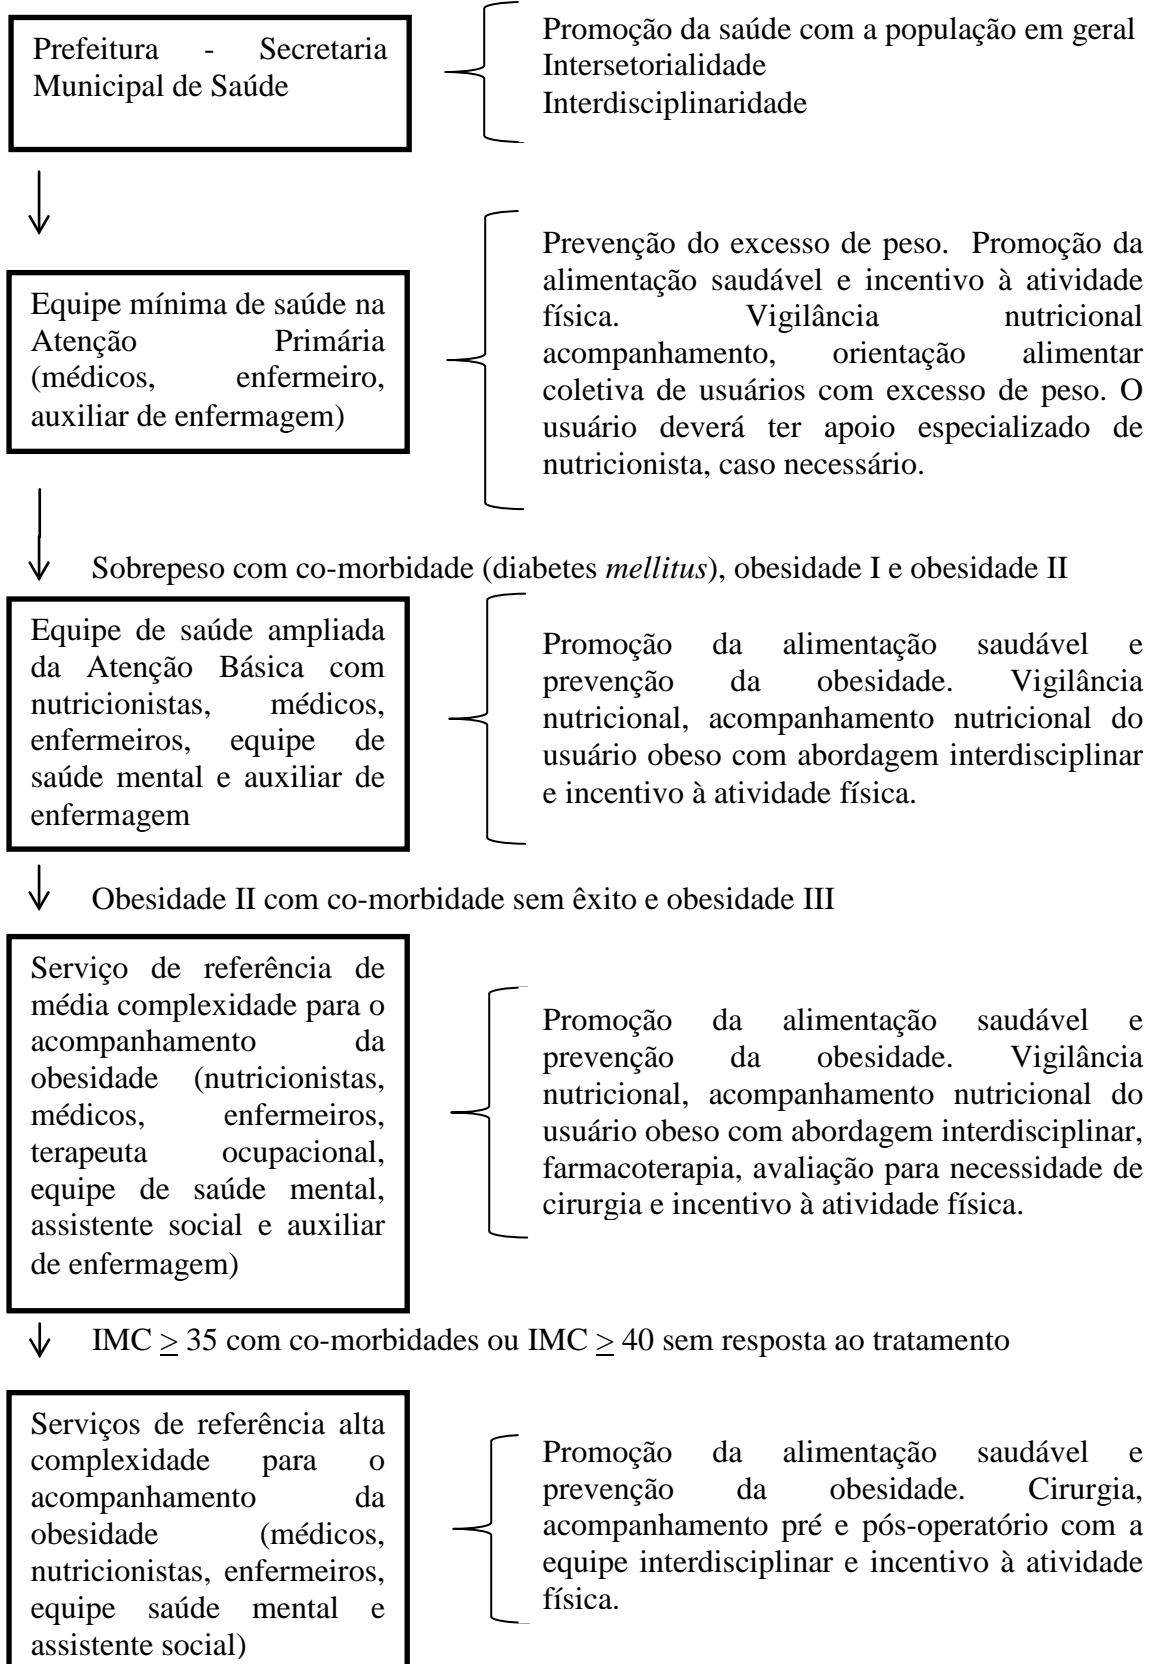 Prefeitura - Secretaria
Municipal de Saúde
Promoção da saúde com a população em geral
Intersetorialidade
Interdisciplinaridade
Equipe mínima de saúde na
Atenção Primária
(médicos, enfermeiro,
auxiliar de enfermagem)
Prevenção do excesso de peso. Promoção da
alimentação saudável e incentivo à atividade
física. Vigilância nutricional
acompanhamento, orientação alimentar
coletiva de usuários com excesso de peso. O
usuário deverá ter apoio especializado de
nutricionista, caso necessário.
Sobrepeso com co-morbidade (diabetes mellitus), obesidade I e obesidade II
Equipe de saúde ampliada
da Atenção Básica com
nutricionistas, médicos,
enfermeiros, equipe de
saúde mental e auxiliar de
enfermagem
Promoção da alimentação saudável e
prevenção da obesidade. Vigilância
nutricional, acompanhamento nutricional do
usuário obeso com abordagem interdisciplinar
e incentivo à atividade física.
Obesidade II com co-morbidade sem êxito e obesidade III
Serviço de referência de
média complexidade para o
acompanhamento da
obesidade (nutricionistas,
médicos, enfermeiros,
terapeuta ocupacional,
equipe de saúde mental,
assistente social e auxiliar
de enfermagem)
Promoção da alimentação saudável e
prevenção da obesidade. Vigilância
nutricional, acompanhamento nutricional do
usuário obeso com abordagem interdisciplinar,
farmacoterapia, avaliação para necessidade de
cirurgia e incentivo à atividade física.
IMC ≥ 35 com co-morbidades ou IMC ≥ 40 sem resposta ao tratamento
Serviços de referência alta
complexidade para o
acompanhamento da
obesidade (médicos,
nutricionistas, enfermeiros,
equipe saúde mental e
assistente social)
Promoção da alimentação saudável e
prevenção da obesidade. Cirurgia,
acompanhamento pré e pós-operatório com a
equipe interdisciplinar e incentivo à atividade
física.